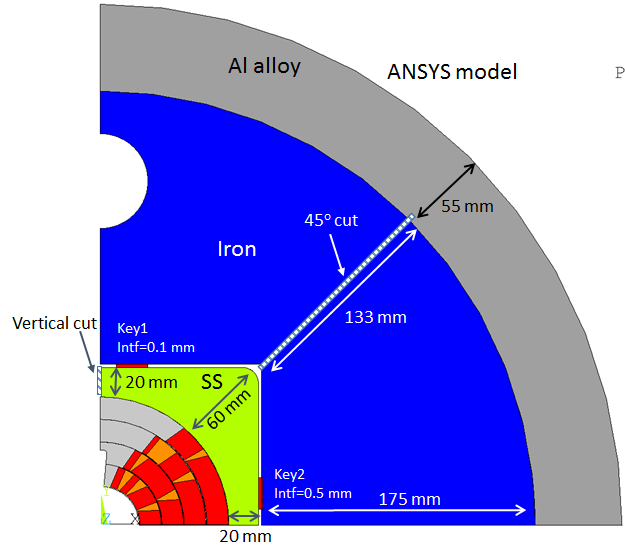 Al alloy
ANSYS model
P
55 mm
45° cut
Iron
133 mm
Vertical cut
Key1
Intf=0.1 mm
20 mm
SS
60 mm
Key2
Intf=0.5 mm
175 mm
Y
Z
X
20 mm